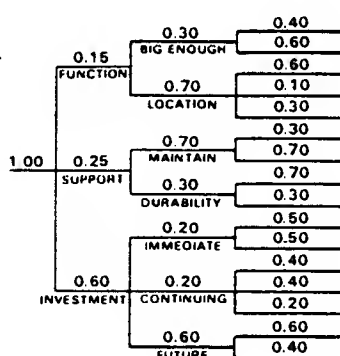 0.40
0.30
BIG ENOUGH
0.60
0.15
FUNCTION
0.60
0.70
LOCATION
0.10
0.30
0.30
0.70
MAINTAIN
0.70
1.00
0.25
SUPPORT
0.70
0.30
DURABILITY
0.30
0.50
0.20
IMMEDIATE
0.50
0.40
0.60
INVESTMENT
0.20
CONTINUING
0.40
0.20
0.60
0.60
FUTURE
0.40